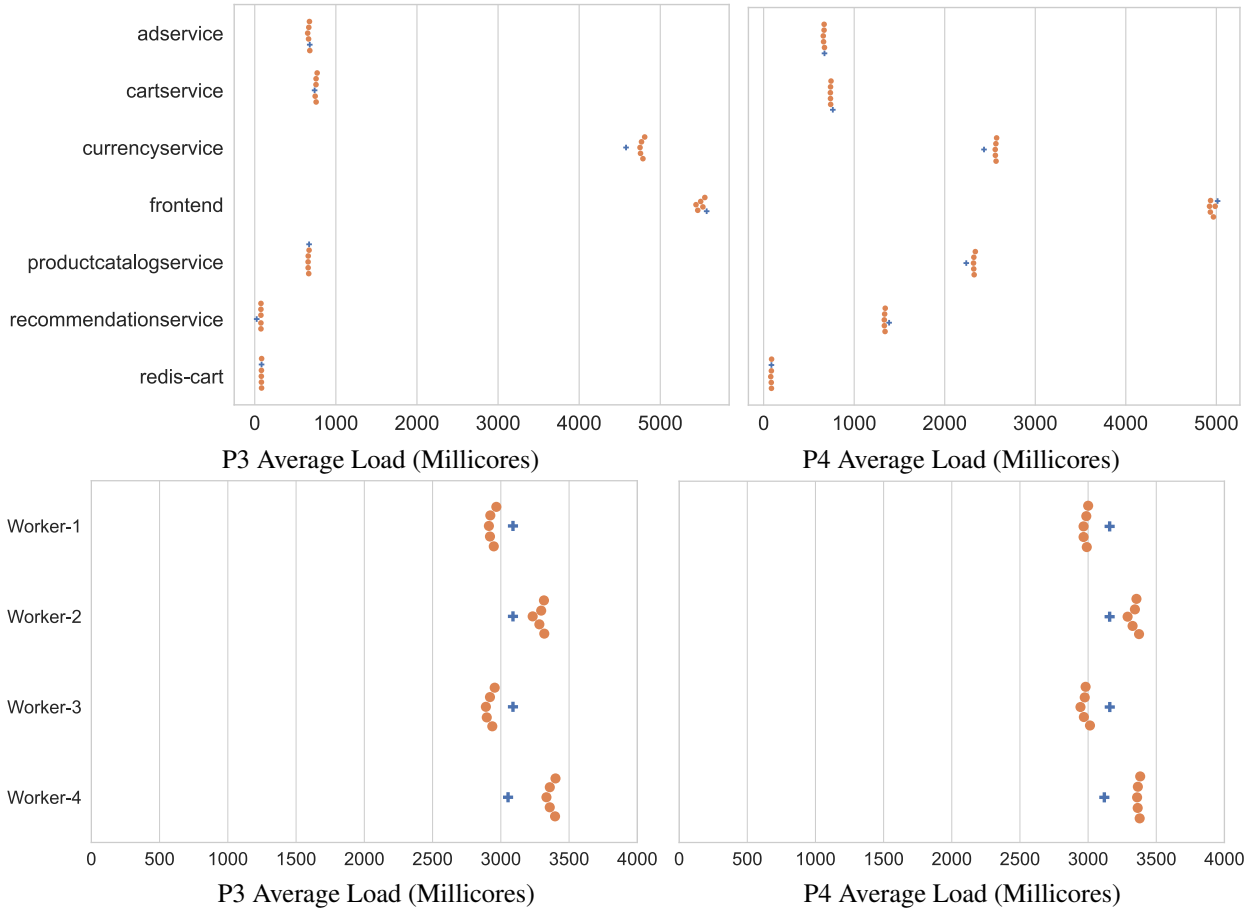 adservice
cartservice
currencyservice
frontend
productcatalogservice
recommendationservice
redis-cart
0 1000 2000 3000 4000 5000
0 1000 2000 3000 4000 5000
P3 Average Load (Millicores)
P4 Average Load (Millicores)
Worker-1
Worker-2
Worker-3
Worker-4
0 500 1000 1500 2000 2500 3000 3500 4000
0 500 1000 1500 2000 2500 3000 3500 4000
P3 Average Load (Millicores)
P4 Average Load (Millicores)